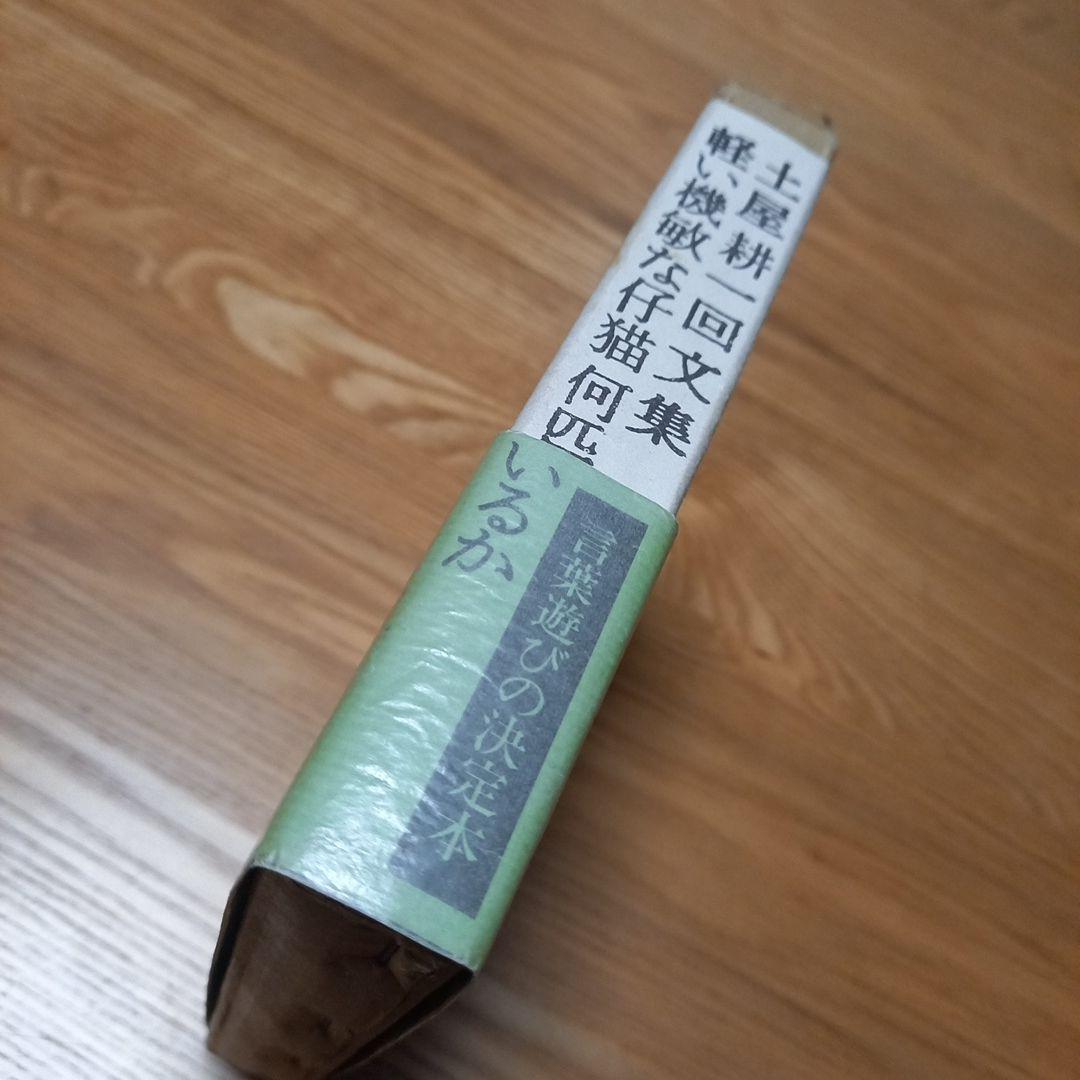 土屋耕一回文集
軽い機敏な仔猫何匹いるか
言葉遊びの決定本